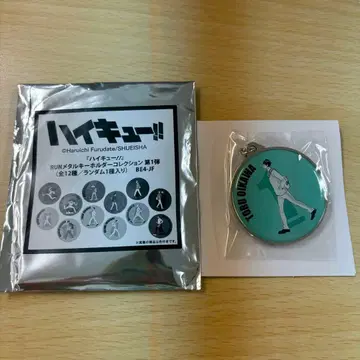 ハイキュー!!
©Haruichi Furudate/SHUEISHA
『ハイキュー!!』
RUNメタルキーホルダーコレクション 第1弾
(全12種/ランダム1種入り) BE4-JF
TORU OIKAWA